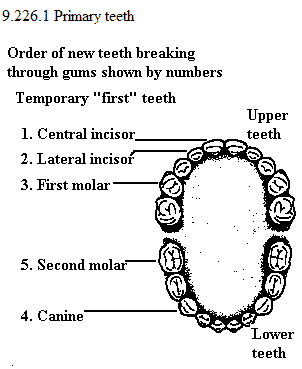 9.226.1 Primary teeth
Order of new teeth breaking
through gums shown by numbers
Temporary "first" teeth
Upper
teeth
1. Central incisor
2. Lateral incisor
3. First molar
5. Second molar
4. Canine
Lower
teeth